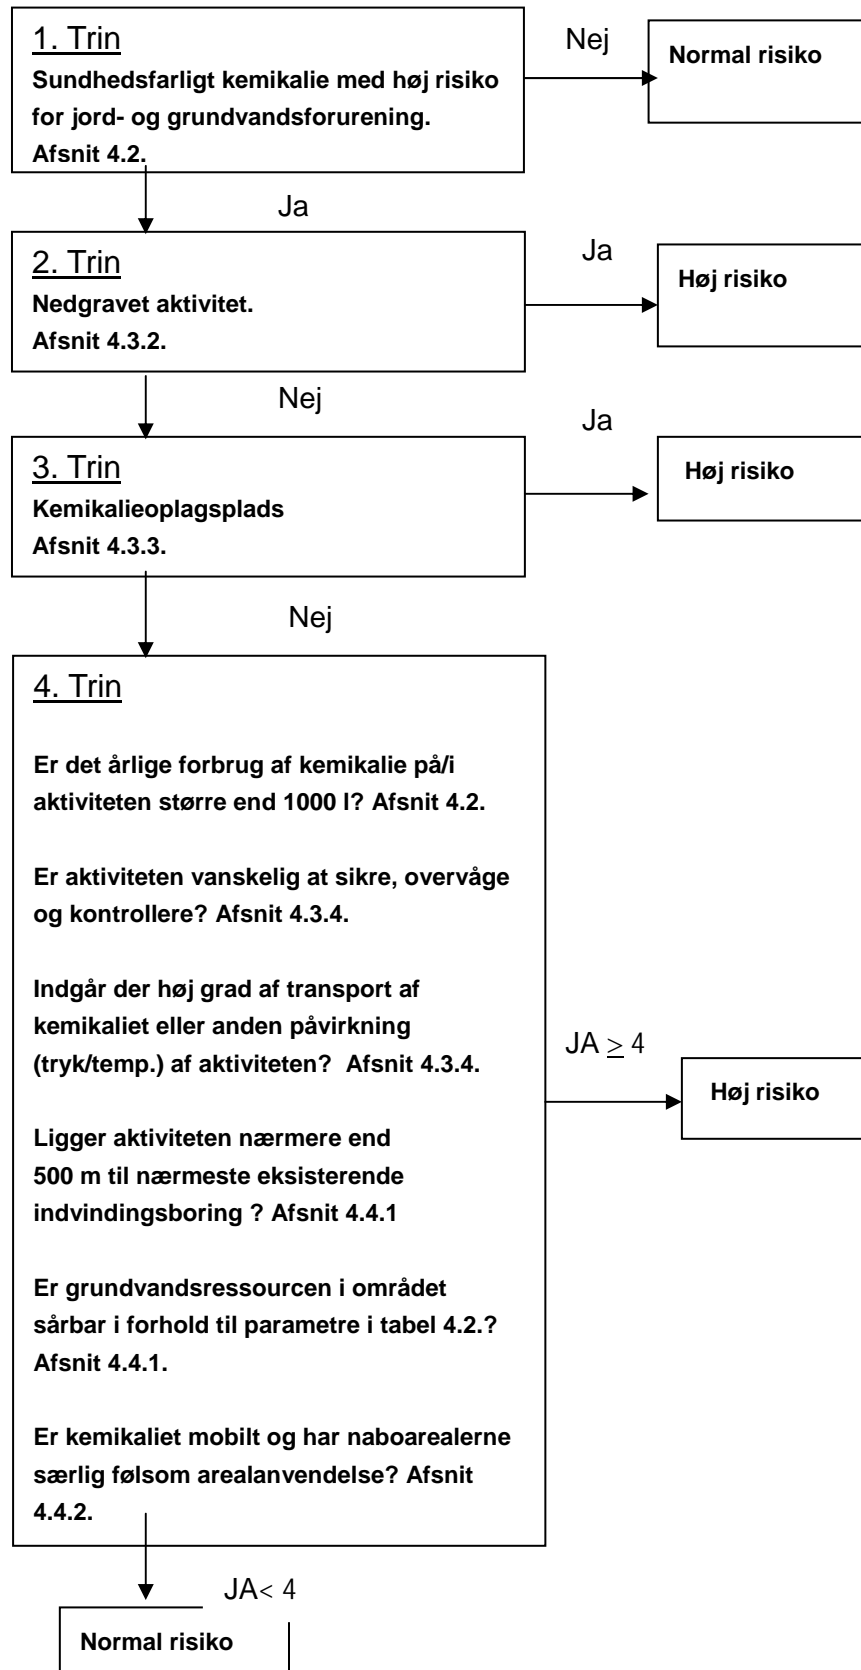 1. Trin
Sundhedsfarligt kemikalie med høj risiko
for jord- og grundvandsforurening.
Afsnit 4.2.
Nej
Normal risiko
Ja
2. Trin
Nedgravet aktivitet.
Afsnit 4.3.2.
Ja
Høj risiko
Nej
3. Trin
Kemikalieoplagsplads
Afsnit 4.3.3.
Ja
Høj risiko
Nej
4. Trin
Er det årlige forbrug af kemikalie på/i
aktiviteten større end 1000 l? Afsnit 4.2.
Er aktiviteten vanskelig at sikre, overvåge
og kontrollere? Afsnit 4.3.4.
Indgår der høj grad af transport af
kemikaliet eller anden påvirkning
(tryk/temp.) af aktiviteten?  Afsnit 4.3.4.
Ligger aktiviteten nærmere end
500 m til nærmeste eksisterende
indvindingsboring ? Afsnit 4.4.1
Er grundvandsressourcen i området
sårbar i forhold til parametre i tabel 4.2.?
Afsnit 4.4.1.
Er kemikaliet mobilt og har naboarealerne
særlig følsom arealanvendelse? Afsnit
4.4.2.
JA ≥ 4
Høj risiko
JA< 4
Normal risiko